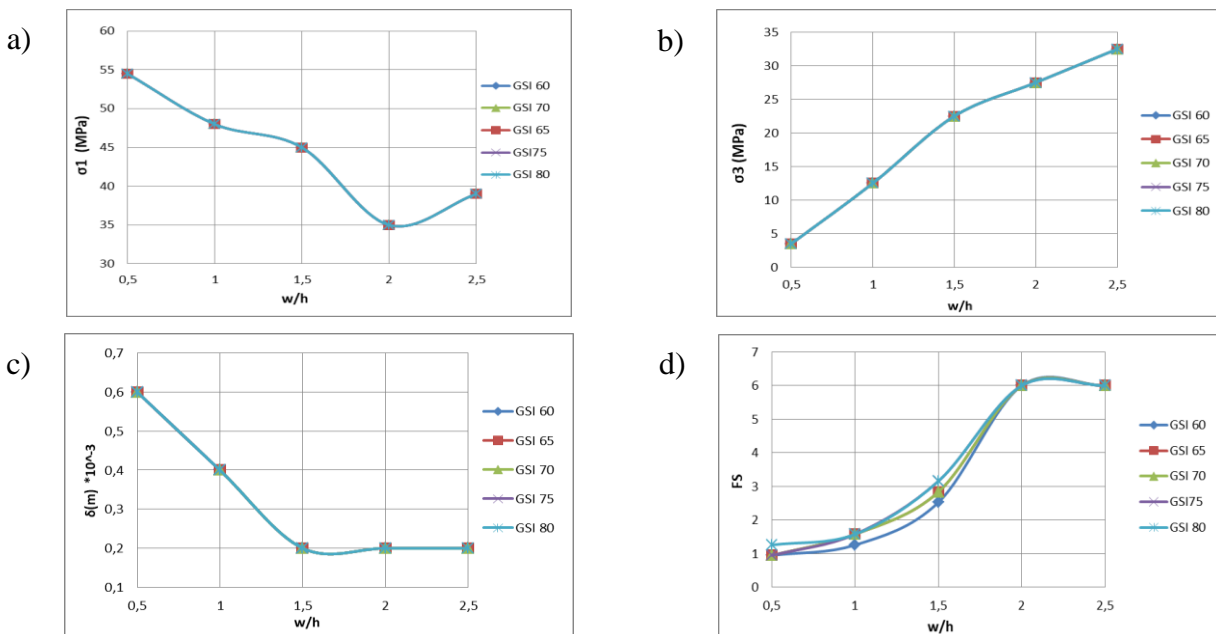 a)
60
55
50
45
40
35
30
σ1 (MPa)
0,5 1 1,5 2 2,5
w/h
GSI 60
GSI 70
GSI 65
GSI75
GSI 80
b)
35
30
25
20
15
10
5
0
σ3 (MPa)
0,5 1 1,5 2 2,5
w/h
GSI 60
GSI 65
GSI 70
GSI 75
GSI 80
c)
0,7
0,6
0,5
0,4
0,3
0,2
0,1
δ(m) *10^-3
0,5 1 1,5 2 2,5
w/h
GSI 60
GSI 65
GSI 70
GSI 75
GSI 80
d)
7
6
5
4
3
2
1
0
FS
0,5 1 1,5 2 2,5
w/h
GSI 60
GSI 65
GSI 70
GSI75
GSI 80